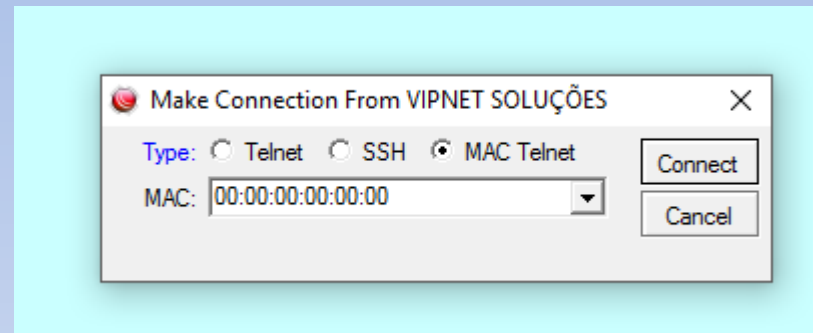 Make Connection From VIPNET SOLUÇÕES
Type: Telnet SSH MAC Telnet
Connect
MAC: 00:00:00:00:00:00
Cancel